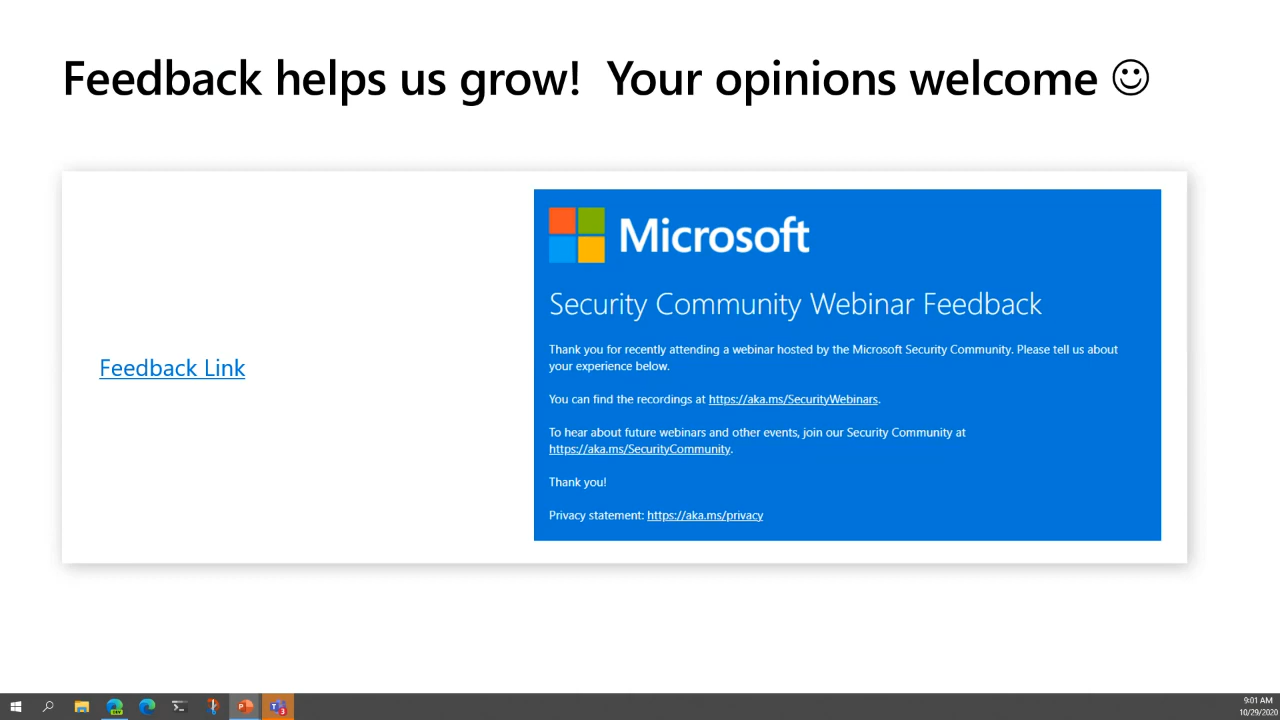 Feedback helps us grow!  Your opinions welcome ☺
Microsoft
Security Community Webinar Feedback
Thank you for recently attending a webinar hosted by the Microsoft Security Community. Please tell us about
your experience below.
You can find the recordings at https://aka.ms/SecurityWebinars.
Feedback Link
To hear about future webinars and other events, join our Security Community at
https://aka.ms/SecurityCommunity.
Thank you!
Privacy statement: https://aka.ms/privacy
9:01 AM
10/29/2020